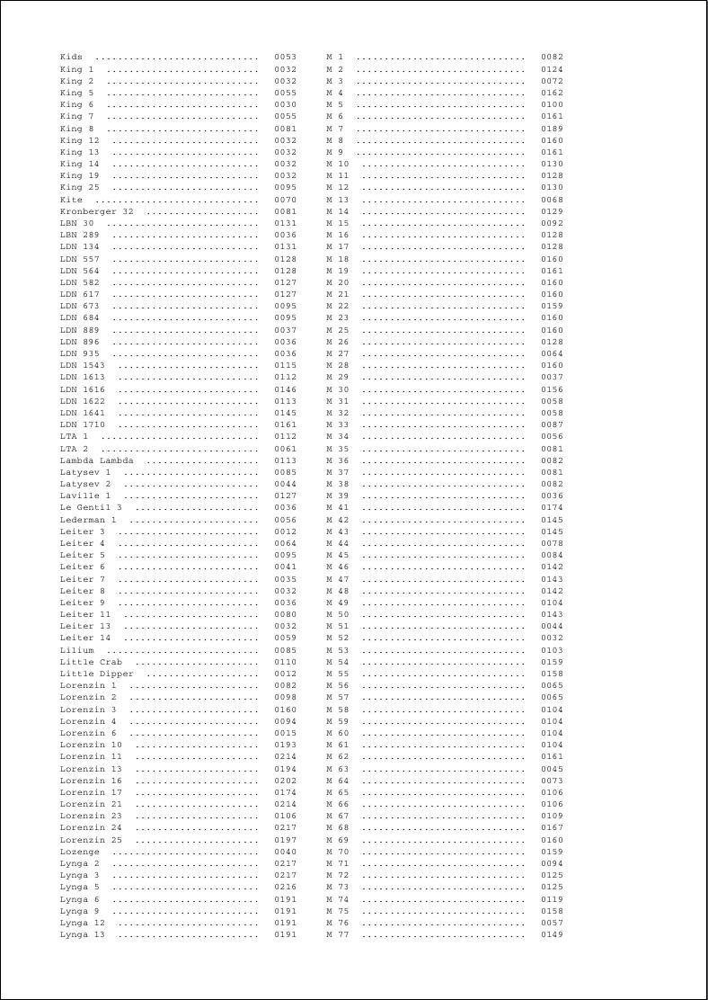 Kids ............................. 0053
King 1 ........................... 0032
King 2 ........................... 0032
King 5 ........................... 0055
King 6 ........................... 0030
King 7 ........................... 0055
King 8 ........................... 0081
King 12 .......................... 0032
King 13 .......................... 0032
King 14 .......................... 0032
King 19 .......................... 0032
King 25 .......................... 0095
Kite ............................. 0070
Kronberger 32 .................... 0081
LBN 30 ........................... 0131
LBN 289 .......................... 0036
LDN 134 .......................... 0131
LDN 557 .......................... 0128
LDN 564 .......................... 0128
LDN 582 .......................... 0127
LDN 617 .......................... 0127
LDN 673 .......................... 0095
LDN 684 .......................... 0095
LDN 889 .......................... 0037
LDN 896 .......................... 0036
LDN 935 .......................... 0036
LDN 1543 ......................... 0115
LDN 1613 ......................... 0112
LDN 1616 ......................... 0146
LDN 1622 ......................... 0113
LDN 1641 ......................... 0145
LDN 1710 ......................... 0161
LTA 1 ............................ 0112
LTA 2 ............................ 0061
Lambda Lambda .................... 0113
Latysev 1 ........................ 0085
Latysev 2 ........................ 0044
Laville 1 ........................ 0127
Le Gentil 3 ...................... 0036
Lederman 1 ....................... 0056
Leiter 3 ......................... 0012
Leiter 4 ......................... 0064
Leiter 5 ......................... 0095
Leiter 6 ......................... 0041
Leiter 7 ......................... 0035
Leiter 8 ......................... 0032
Leiter 9 ......................... 0036
Leiter 11 ........................ 0080
Leiter 13 ........................ 0032
Leiter 14 ........................ 0059
Lilium ........................... 0085
Little Crab ...................... 0110
Little Dipper .................... 0012
Lorenzin 1 ....................... 0082
Lorenzin 2 ....................... 0098
Lorenzin 3 ....................... 0160
Lorenzin 4 ....................... 0094
Lorenzin 6 ....................... 0015
Lorenzin 10 ...................... 0193
Lorenzin 11 ...................... 0214
Lorenzin 13 ...................... 0194
Lorenzin 16 ...................... 0202
Lorenzin 17 ...................... 0174
Lorenzin 21 ...................... 0214
Lorenzin 23 ...................... 0106
Lorenzin 24 ...................... 0217
Lorenzin 25 ...................... 0197
Lozenge .......................... 0040
Lynga 2 .......................... 0217
Lynga 3 .......................... 0217
Lynga 5 .......................... 0216
Lynga 6 .......................... 0191
Lynga 9 .......................... 0191
Lynga 12 ......................... 0191
Lynga 13 ......................... 0191
M 1 .............................. 0082
M 2 .............................. 0124
M 3 .............................. 0072
M 4 .............................. 0162
M 5 .............................. 0100
M 6 .............................. 0161
M 7 .............................. 0189
M 8 .............................. 0160
M 9 .............................. 0161
M 10 ............................. 0130
M 11 ............................. 0128
M 12 ............................. 0130
M 13 ............................. 0068
M 14 ............................. 0129
M 15 ............................. 0092
M 16 ............................. 0128
M 17 ............................. 0128
M 18 ............................. 0160
M 19 ............................. 0161
M 20 ............................. 0160
M 21 ............................. 0160
M 22 ............................. 0159
M 23 ............................. 0160
M 25 ............................. 0160
M 26 ............................. 0128
M 27 ............................. 0064
M 28 ............................. 0160
M 29 ............................. 0037
M 30 ............................. 0156
M 31 ............................. 0058
M 32 ............................. 0058
M 33 ............................. 0087
M 34 ............................. 0056
M 35 ............................. 0081
M 36 ............................. 0082
M 37 ............................. 0081
M 38 ............................. 0082
M 39 ............................. 0036
M 41 ............................. 0174
M 42 ............................. 0145
M 43 ............................. 0145
M 44 ............................. 0078
M 45 ............................. 0084
M 46 ............................. 0142
M 47 ............................. 0143
M 48 ............................. 0142
M 49 ............................. 0104
M 50 ............................. 0143
M 51 ............................. 0044
M 52 ............................. 0032
M 53 ............................. 0103
M 54 ............................. 0159
M 55 ............................. 0158
M 56 ............................. 0065
M 57 ............................. 0065
M 58 ............................. 0104
M 59 ............................. 0104
M 60 ............................. 0104
M 61 ............................. 0104
M 62 ............................. 0161
M 63 ............................. 0045
M 64 ............................. 0073
M 65 ............................. 0106
M 66 ............................. 0106
M 67 ............................. 0109
M 68 ............................. 0167
M 69 ............................. 0160
M 70 ............................. 0159
M 71 ............................. 0094
M 72 ............................. 0125
M 73 ............................. 0125
M 74 ............................. 0119
M 75 ............................. 0158
M 76 ............................. 0057
M 77 ............................. 0149